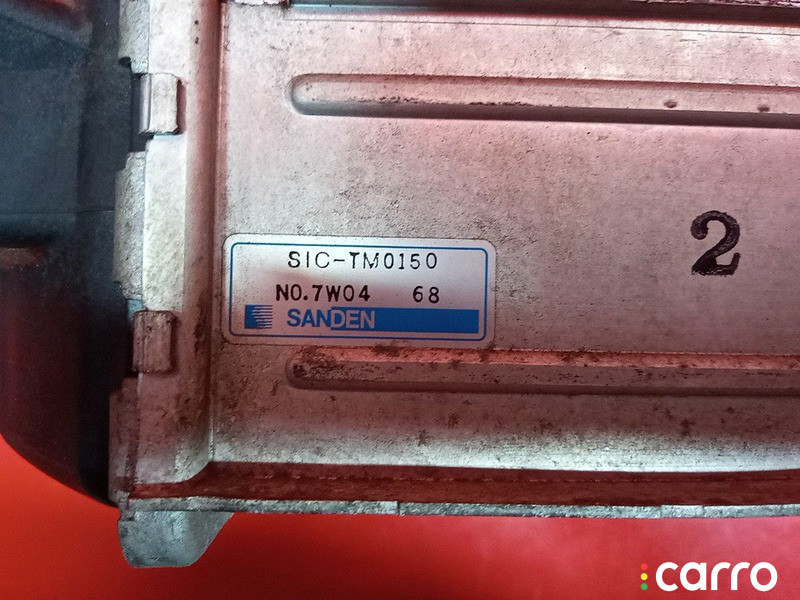 2
SIC-TM0150
NO.7W04 68
SANDEN
carro